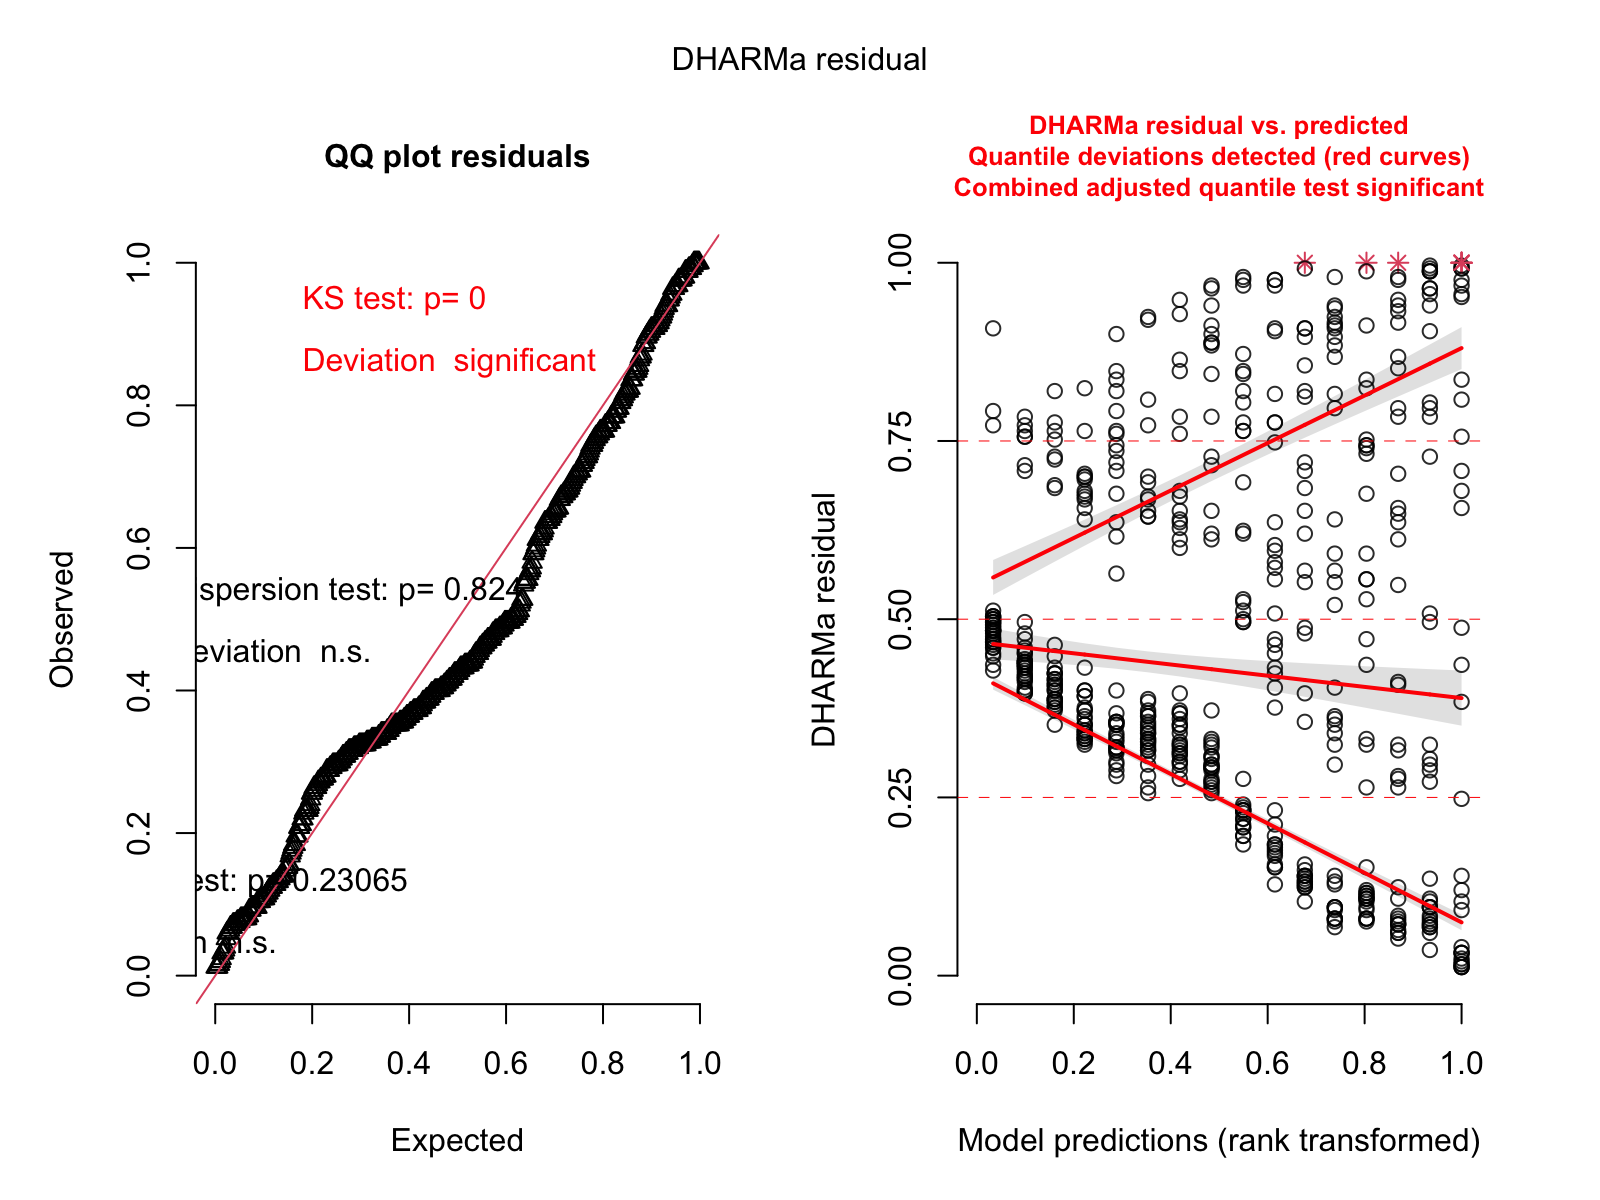 DHARMa residual
QQ plot residuals
KS test: p= 0
Deviation  significant
spersion test: p= 0.824
eviation  n.s.
est: p= 0.23065
n  n.s.
Observed
0.0 0.2 0.4 0.6 0.8 1.0
0.0 0.2 0.4 0.6 0.8 1.0
Expected
DHARMa residual vs. predicted
Quantile deviations detected (red curves)
Combined adjusted quantile test significant
DHARMa residual
0.00 0.25 0.50 0.75 1.00
0.0 0.2 0.4 0.6 0.8 1.0
Model predictions (rank transformed)